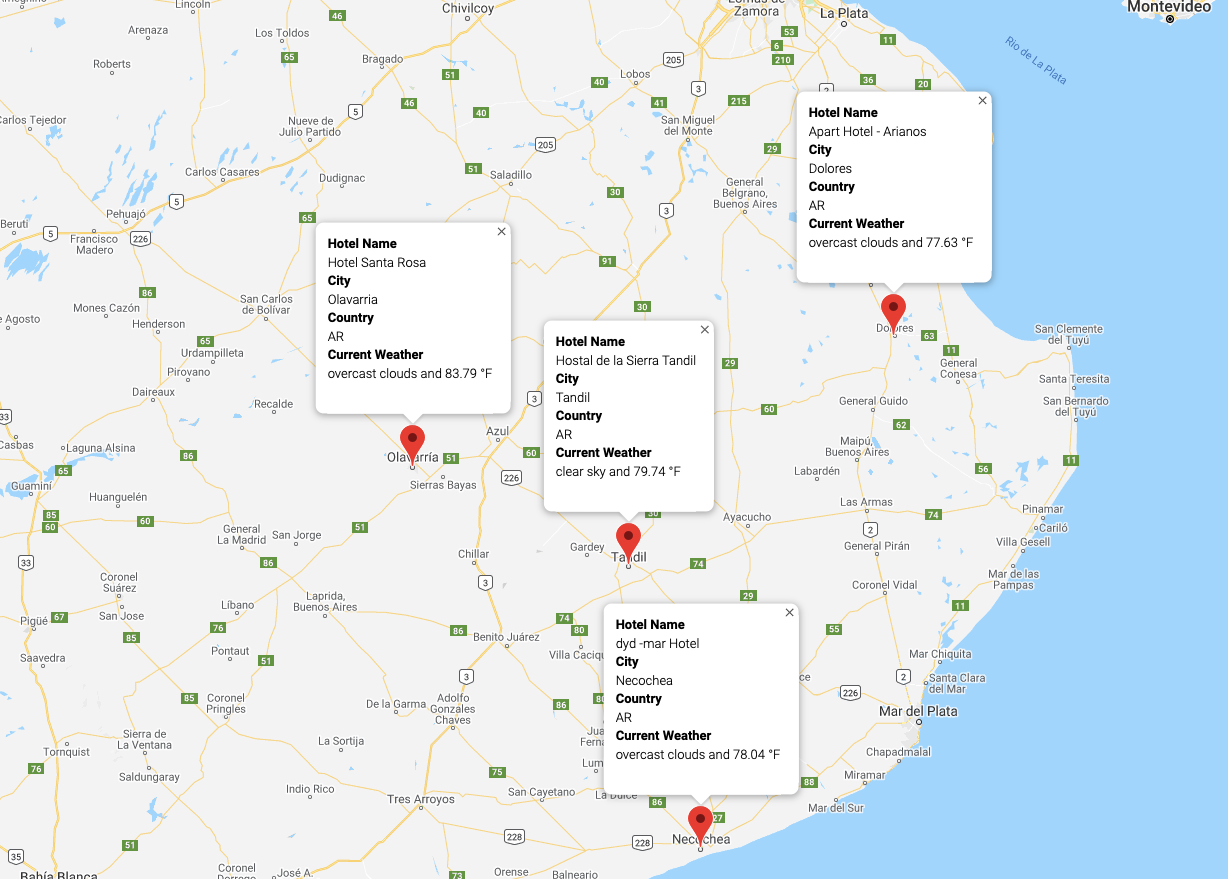 Lincoln
46
Chivilcoy
Zamora
La Plata
Montevideo
Arenaza
Los Toldos
65
Bragado
51
205
53
6
210
11
Rio de La Plata
Roberts
Lobos
40
3
36
20
46
40
41
215
2
Carlos Tejedor
5
Nueve de
Julio Partido
San Miguel
del Monte
205
29
Carlos Casares
51
Saladillo
Dudignac
30
General
Belgrano,
Buenos Aires
5
Pehuajó
65
3
Beruti
5
Francisco
Madero
226
91
86
Mones Cazón
San Carlos
de Bolívar
30
de Agosto
Henderson
65
Urdampilleta
Pirovano
Daireaux
Recalde
33
Casbas
Laguna Alsina
65
86
Guaminí
Huanguelén
85
60
60
Hotel Name
Hotel Santa Rosa
City
Olavarria
Country
AR
Current Weather
overcast clouds and 83.79 °F
Hotel Name
Apart Hotel - Arianos
City
Dolores
Country
AR
Current Weather
overcast clouds and 77.63 °F
Hotel Name
Hostal de la Sierra Tandil
City
Tandil
Country
AR
Current Weather
clear sky and 79.74 °F
Dolores
63
11
General
Conesa
San Clemente
del Tuyú
29
Santa Teresita
San Bernardo
del Tuyú
60
General Guido
62
3
Azul
Olavarría
51
60
226
Sierras Bayas
Maipú,
Buenos Aires
Labardén
56
11
Las Armas
74
Pinamar
Cariló
Ayacucho
30
2
General Pirán
Villa Gesell
General
La Madrid
San Jorge
51
86
Chillar
Gardey
Tandil
74
Mar de las
Pampas
Coronel Vidal
33
Coronel
Suárez
3
Laprida,
Buenos Aires
Líbano
29
11
Pigüé
67
San Jose
85
76
86
Benito Juárez
74
80
55
Saavedra
Pontaut
51
Mar Chiquita
3
2
Santa Clara
del Mar
226
85
Coronel
Pringles
De la Garma
Adolfo
Gonzales
Chaves
86
Mar del Plata
Hotel Name
dyd -mar Hotel
City
Necochea
Country
AR
Current Weather
overcast clouds and 78.04 °F
Tornquist
Sierra de
La Ventana
La Sortija
Chapadmalal
76
Saldungaray
75
88
Miramar
Indio Rico
Tres Arroyos
San Cayetano
La Dulce
86
Mar del Sur
27
228
228
Necochea
51
35
Bahía Blanca
Coronel
José A.
73
Orense
Balneario